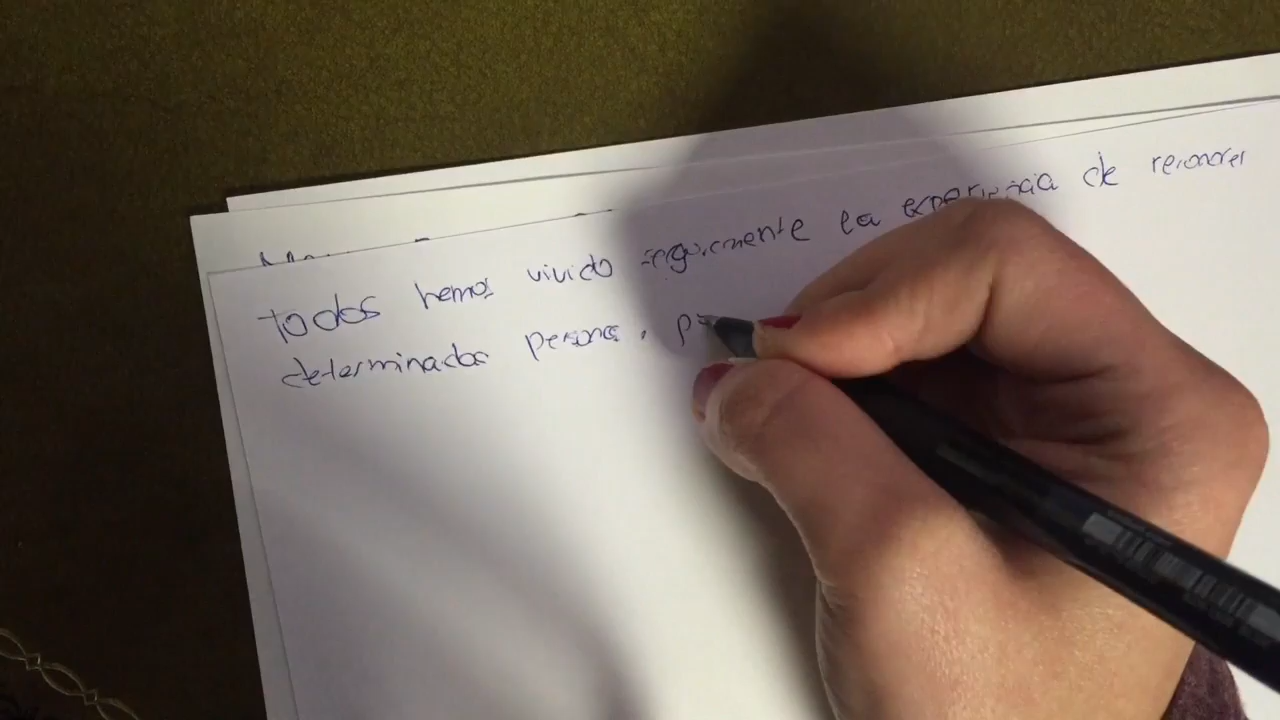 todos hemos vivido seguramente la experiencia de reconocer
determinadas personas, p